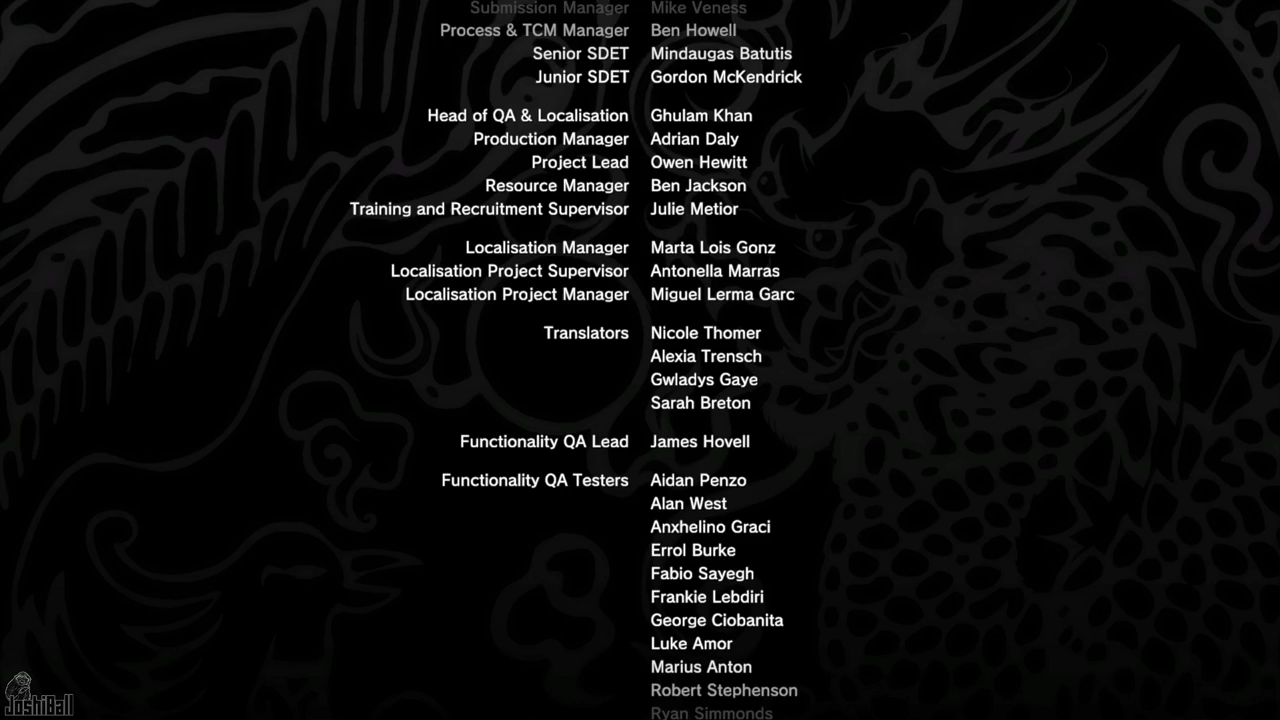 Submission Manager Mike Veness
Process & TCM Manager Ben Howell
Senior SDET Mindaugas Batutis
Junior SDET Gordon McKendrick
Head of QA & Localisation Ghulam Khan
Production Manager Adrian Daly
Project Lead Owen Hewitt
Resource Manager Ben Jackson
Training and Recruitment Supervisor Julie Metior
Localisation Manager Marta Lois Gonz
Localisation Project Supervisor Antonella Marras
Localisation Project Manager Miguel Lerma Garc
Translators Nicole Thomer
Alexia Trensch
Gwladys Gaye
Sarah Breton
Functionality QA Lead James Hovell
Functionality QA Testers Aidan Penzo
Alan West
Anxhelino Graci
Errol Burke
Fabio Sayegh
Frankie Lebdiri
George Ciobanita
Luke Amor
Marius Anton
Robert Stephenson
Ryan Simmonds
JoshiBall